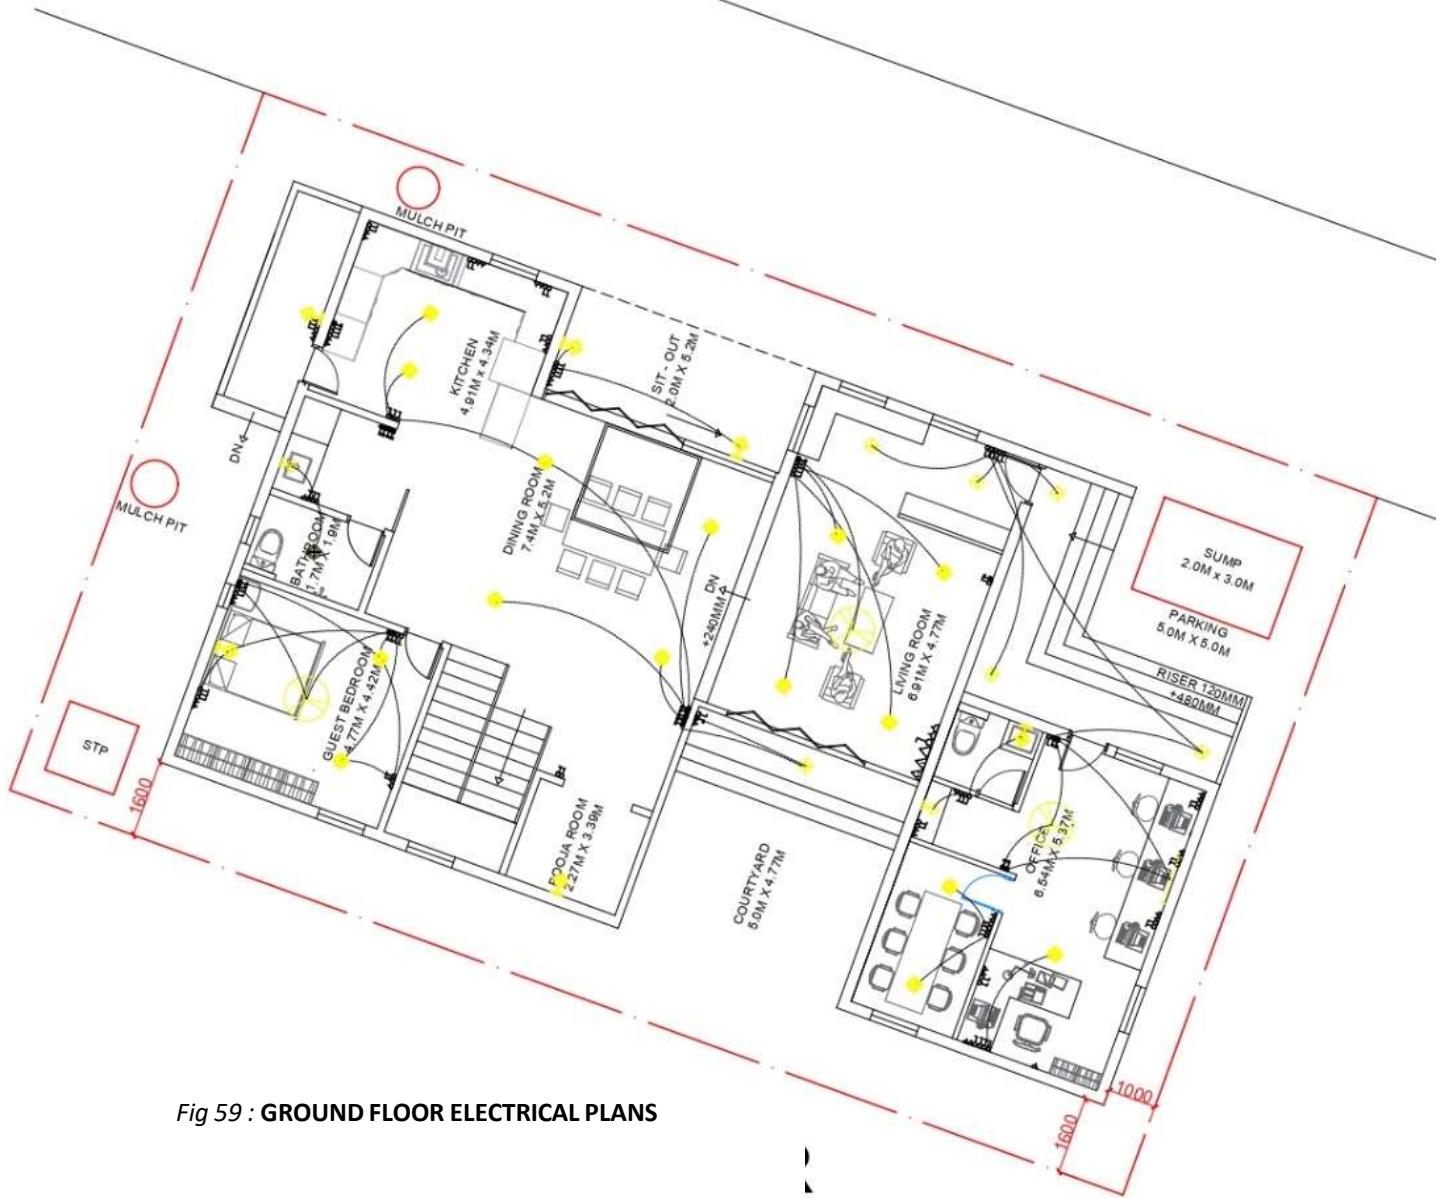 MULCH PIT
KITCHEN
4.91M x 4.34M
SIT - OUT
2.0M X 5.2M
DN
MULCH PIT
DINING ROOM
7.4M X 5.2M
BATHROOM
1.7M X 1.9M
DN
+240MM
SUMP
2.0M x 3.0M
PARKING
5.0M X 5.0M
RISER 120MM
+480MM
LIVING ROOM
6.91M X 4.77M
GUEST BEDROOM
4.77M X 4.42M
STP
1600
POOJA ROOM
2.27M X 3.39M
OFFICE
6.54M X 5.37M
COURTYARD
5.0M X 4.77M
1000
1600
Fig 59 : GROUND FLOOR ELECTRICAL PLANS